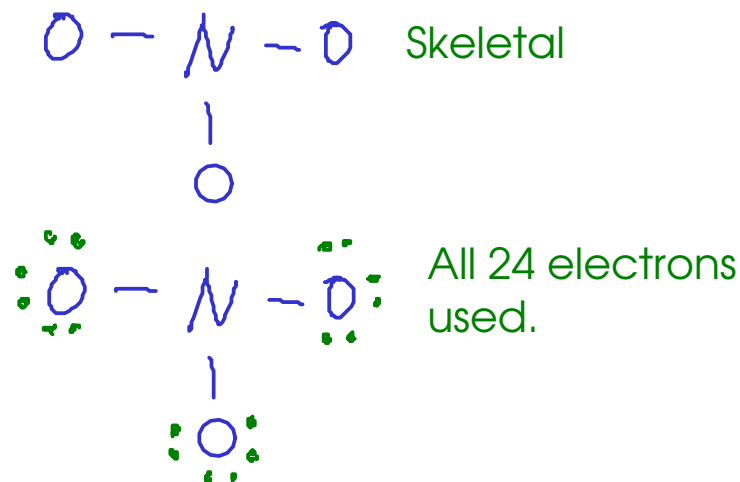 O - N - O Skeletal
O
O - N - O All 24 electrons
used.
O